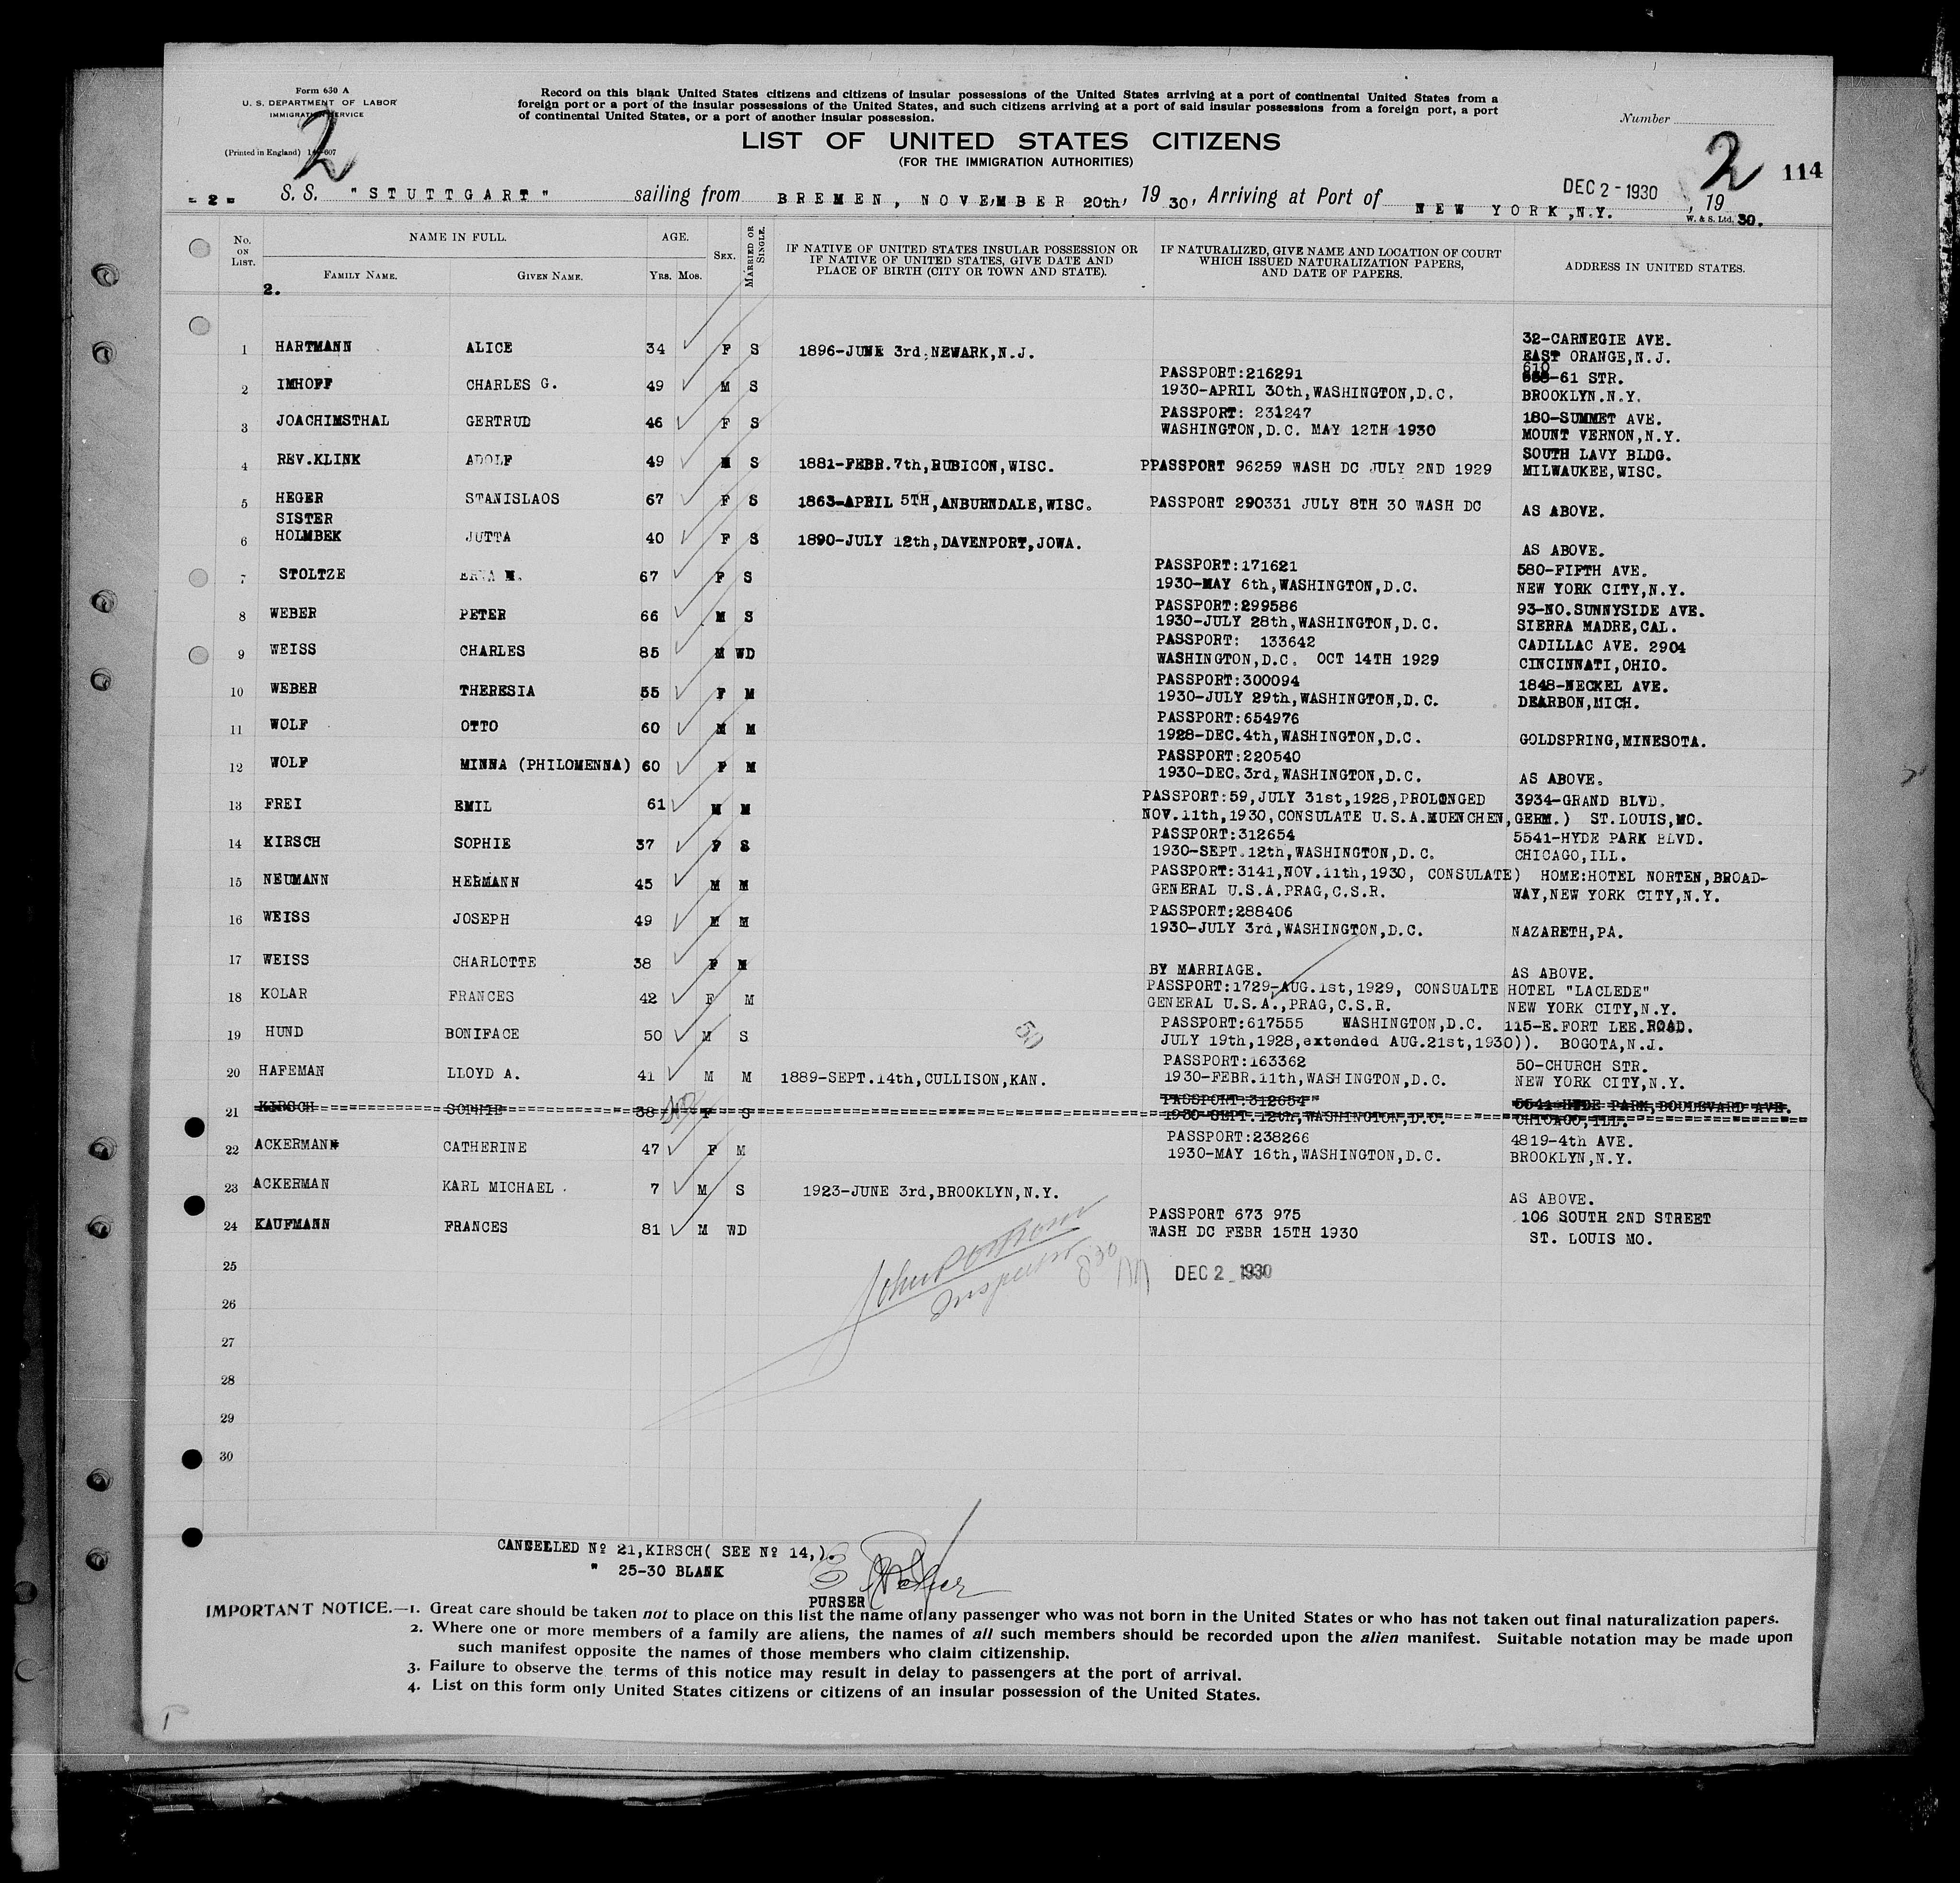 Form 630 A
U. S. DEPARTMENT OF LABOR
IMMIGRATION SERVICE
(Printed in England)
2
Record on this blank United States citizens and citizens of insular possessions of the United States arriving at a port of continental United States from a
foreign port or a port of the insular possessions of the United States, and such citizens arriving at a port of said insular possessions from a foreign port, a port
of continental United States, or a port of another insular possession.
Number
LIST OF UNITED STATES CITIZENS
(FOR THE IMMIGRATION AUTHORITIES)
2 114
DEC 2 - 1930
- 2 - S. S. "STUTTGART" sailing from BREMEN, NOVEMBER 20th, 1930, Arriving at Port of NEW YORK, N.Y. , 1930.
W. & S. Ltd.
No. ON LIST. NAME IN FULL. FAMILY NAME. GIVEN NAME. AGE. YRS. MOS. SEX. MARRIED OR SINGLE. IF NATIVE OF UNITED STATES INSULAR POSSESSION OR IF NATIVE OF UNITED STATES, GIVE DATE AND PLACE OF BIRTH (CITY OR TOWN AND STATE). IF NATURALIZED, GIVE NAME AND LOCATION OF COURT WHICH ISSUED NATURALIZATION PAPERS, AND DATE OF PAPERS. ADDRESS IN UNITED STATES.
2.
1 HARTMANN ALICE 34 F S 1896-JUNE 3rd, NEWARK,N.J. 32-CARNEGIE AVE. EAST ORANGE,N.J.
2 IMHOFF CHARLES G. 49 M S PASSPORT:216291 1930-APRIL 30th,WASHINGTON,D.C. 610 -61 STR. BROOKLYN.N.Y.
3 JOACHIMSTHAL GERTRUD 46 F S PASSPORT: 231247 WASHINGTON,D.C. MAY 12TH 1930 180-SUMMET AVE. MOUNT VERNON,N.Y.
4 REV.KLINK ADOLF 49 M S 1881-FEBR.7th,RUBICON,WISC. PPASSPORT 96259 WASH DC JULY 2ND 1929 SOUTH LAVY BLDG. MILWAUKEE,WISC.
5 HEGER STANISLAOS 67 F S 1863-APRIL 5TH,ANBURNDALE,WISC. PASSPORT 290331 JULY 8TH 30 WASH DC AS ABOVE.
6 SISTER HOLMBEK JUTTA 40 F S 1890-JULY 12th,DAVENPORT,JOWA. AS ABOVE.
7 STOLTZE M. 67 F S PASSPORT:171621 1930-MAY 6th,WASHINGTON,D.C. 580-FIFTH AVE. NEW YORK CITY,N.Y.
8 WEBER PETER 66 M S PASSPORT:299586 1930-JULY 28th,WASHINGTON,D.C. 93-NO.SUNNYSIDE AVE. SIERRA MADRE,CAL.
9 WEISS CHARLES 85 M WD PASSPORT: 133642 WASHINGTON,D.C. OCT 14TH 1929 CADILLAC AVE. 2904 CINCINNATI,OHIO.
10 WEBER THERESIA 55 F M PASSPORT:300094 1930-JULY 29th,WASHINGTON,D.C. 1848-NECKEL AVE. DEARBON,MICH.
11 WOLF OTTO 60 M M PASSPORT:654976 1928-DEC.4th,WASHINGTON,D.C. GOLDSPRING,MINESOTA.
12 WOLF MINNA (PHILOMENNA) 60 F M PASSPORT:220540 1930-DEC.3rd,WASHINGTON,D.C. AS ABOVE.
13 FREI EMIL 61 M M PASSPORT:59,JULY 31st,1928,PROLONGED NOV.11th,1930,CONSULATE U.S.A.MUENCHEN,GERM.) 3934-GRAND BLVD. ST.LOUIS,MO.
14 KIRSCH SOPHIE 37 F S PASSPORT:312654 1930-SEPT.12th,WASHINGTON,D.C. 5541-HYDE PARK BLVD. CHICAGO,ILL.
15 NEUMANN HERMANN 45 M M PASSPORT:3141,NOV.11th,1930, CONSULATE) GENERAL U.S.A.PRAG,C.S.R. HOME:HOTEL NORTEN,BROAD-WAY,NEW YORK CITY,N.Y.
16 WEISS JOSEPH 49 M M PASSPORT:288406 1930-JULY 3rd,WASHINGTON,D.C. NAZARETH,PA.
17 WEISS CHARLOTTE 38 F M BY MARRIAGE. AS ABOVE.
18 KOLAR FRANCES 42 F M PASSPORT:1729-AUG.1st,1929, CONSUALTE GENERAL U.S.A.,PRAG,C.S.R. HOTEL "LACLEDE" NEW YORK CITY,N.Y.
19 HUND BONIFACE 50 M S PASSPORT:617555 WASHINGTON,D.C. JULY 19th,1928,extended AUG.21st,1930)). 115-E.FORT LEE.ROAD. BOGOTA,N.J.
50
20 HAFEMAN LLOYD A. 41 M M 1889-SEPT.14th,CULLISON,KAN. PASSPORT:163362 1930-FEBR.11th,WASHINGTON,D.C. 50-CHURCH STR. NEW YORK CITY,N.Y.
21 KIRSCH SOPHIE 38 F S PASSPORT:312654" 1930-SEPT.12th,WASHINGTON,D.C. 5541-HYDE PARK,BOULEVARD AVE. CHICAGO,ILL.
22 ACKERMANN CATHERINE 47 F M PASSPORT:238266 1930-MAY 16th,WASHINGTON,D.C. 4819-4th AVE. BROOKLYN,N.Y.
23 ACKERMAN KARL MICHAEL 7 M S 1923-JUNE 3rd,BROOKLYN,N.Y. AS ABOVE.
24 KAUFMANN FRANCES 81 M WD PASSPORT 673 975 WASH DC FEBR 15TH 1930 106 SOUTH 2ND STREET ST. LOUIS MO.
25 DEC 2 - 1930
Inspector
26
27
28
29
30
CANCELLED Nº 21,KIRSCH( SEE Nº 14,).
" 25-30 BLANK
PURSER
IMPORTANT NOTICE.—1. Great care should be taken not to place on this list the name of any passenger who was not born in the United States or who has not taken out final naturalization papers.
2. Where one or more members of a family are aliens, the names of all such members should be recorded upon the alien manifest. Suitable notation may be made upon
such manifest opposite the names of those members who claim citizenship.
3. Failure to observe the terms of this notice may result in delay to passengers at the port of arrival.
4. List on this form only United States citizens or citizens of an insular possession of the United States.